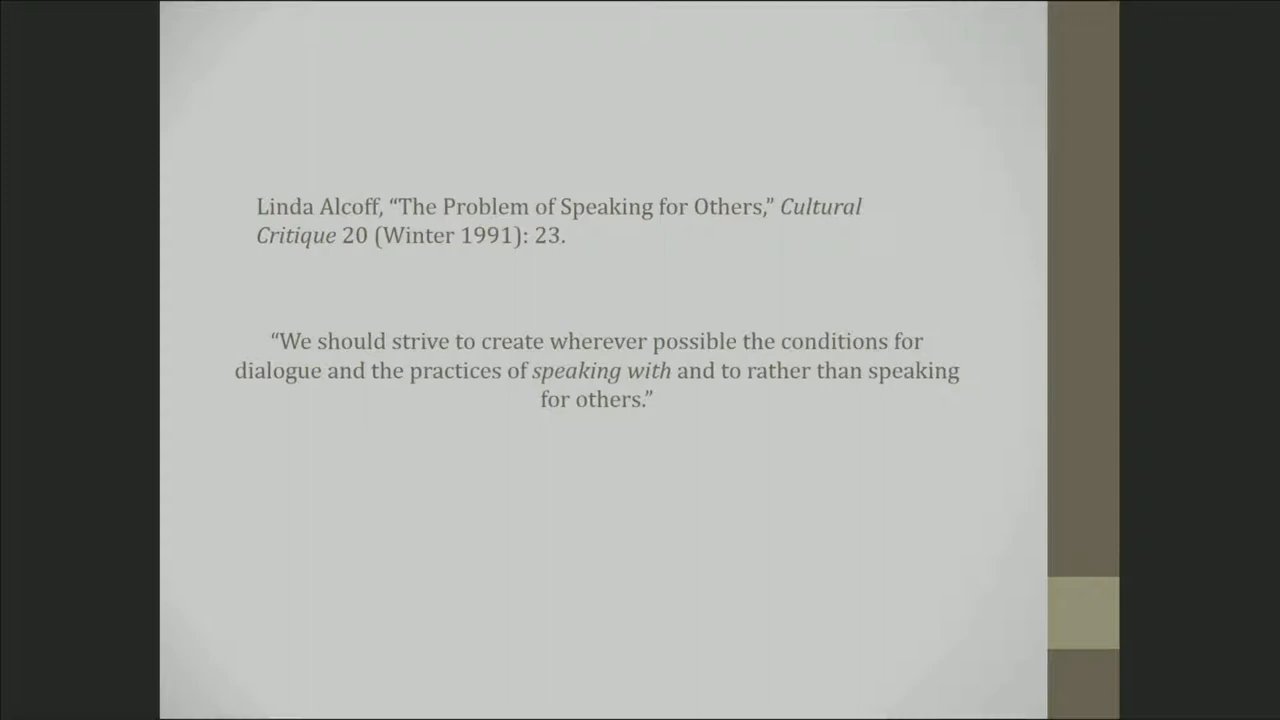 Linda Alcoff, “The Problem of Speaking for Others,” Cultural
Critique 20 (Winter 1991): 23.
“We should strive to create wherever possible the conditions for
dialogue and the practices of speaking with and to rather than speaking
for others.”